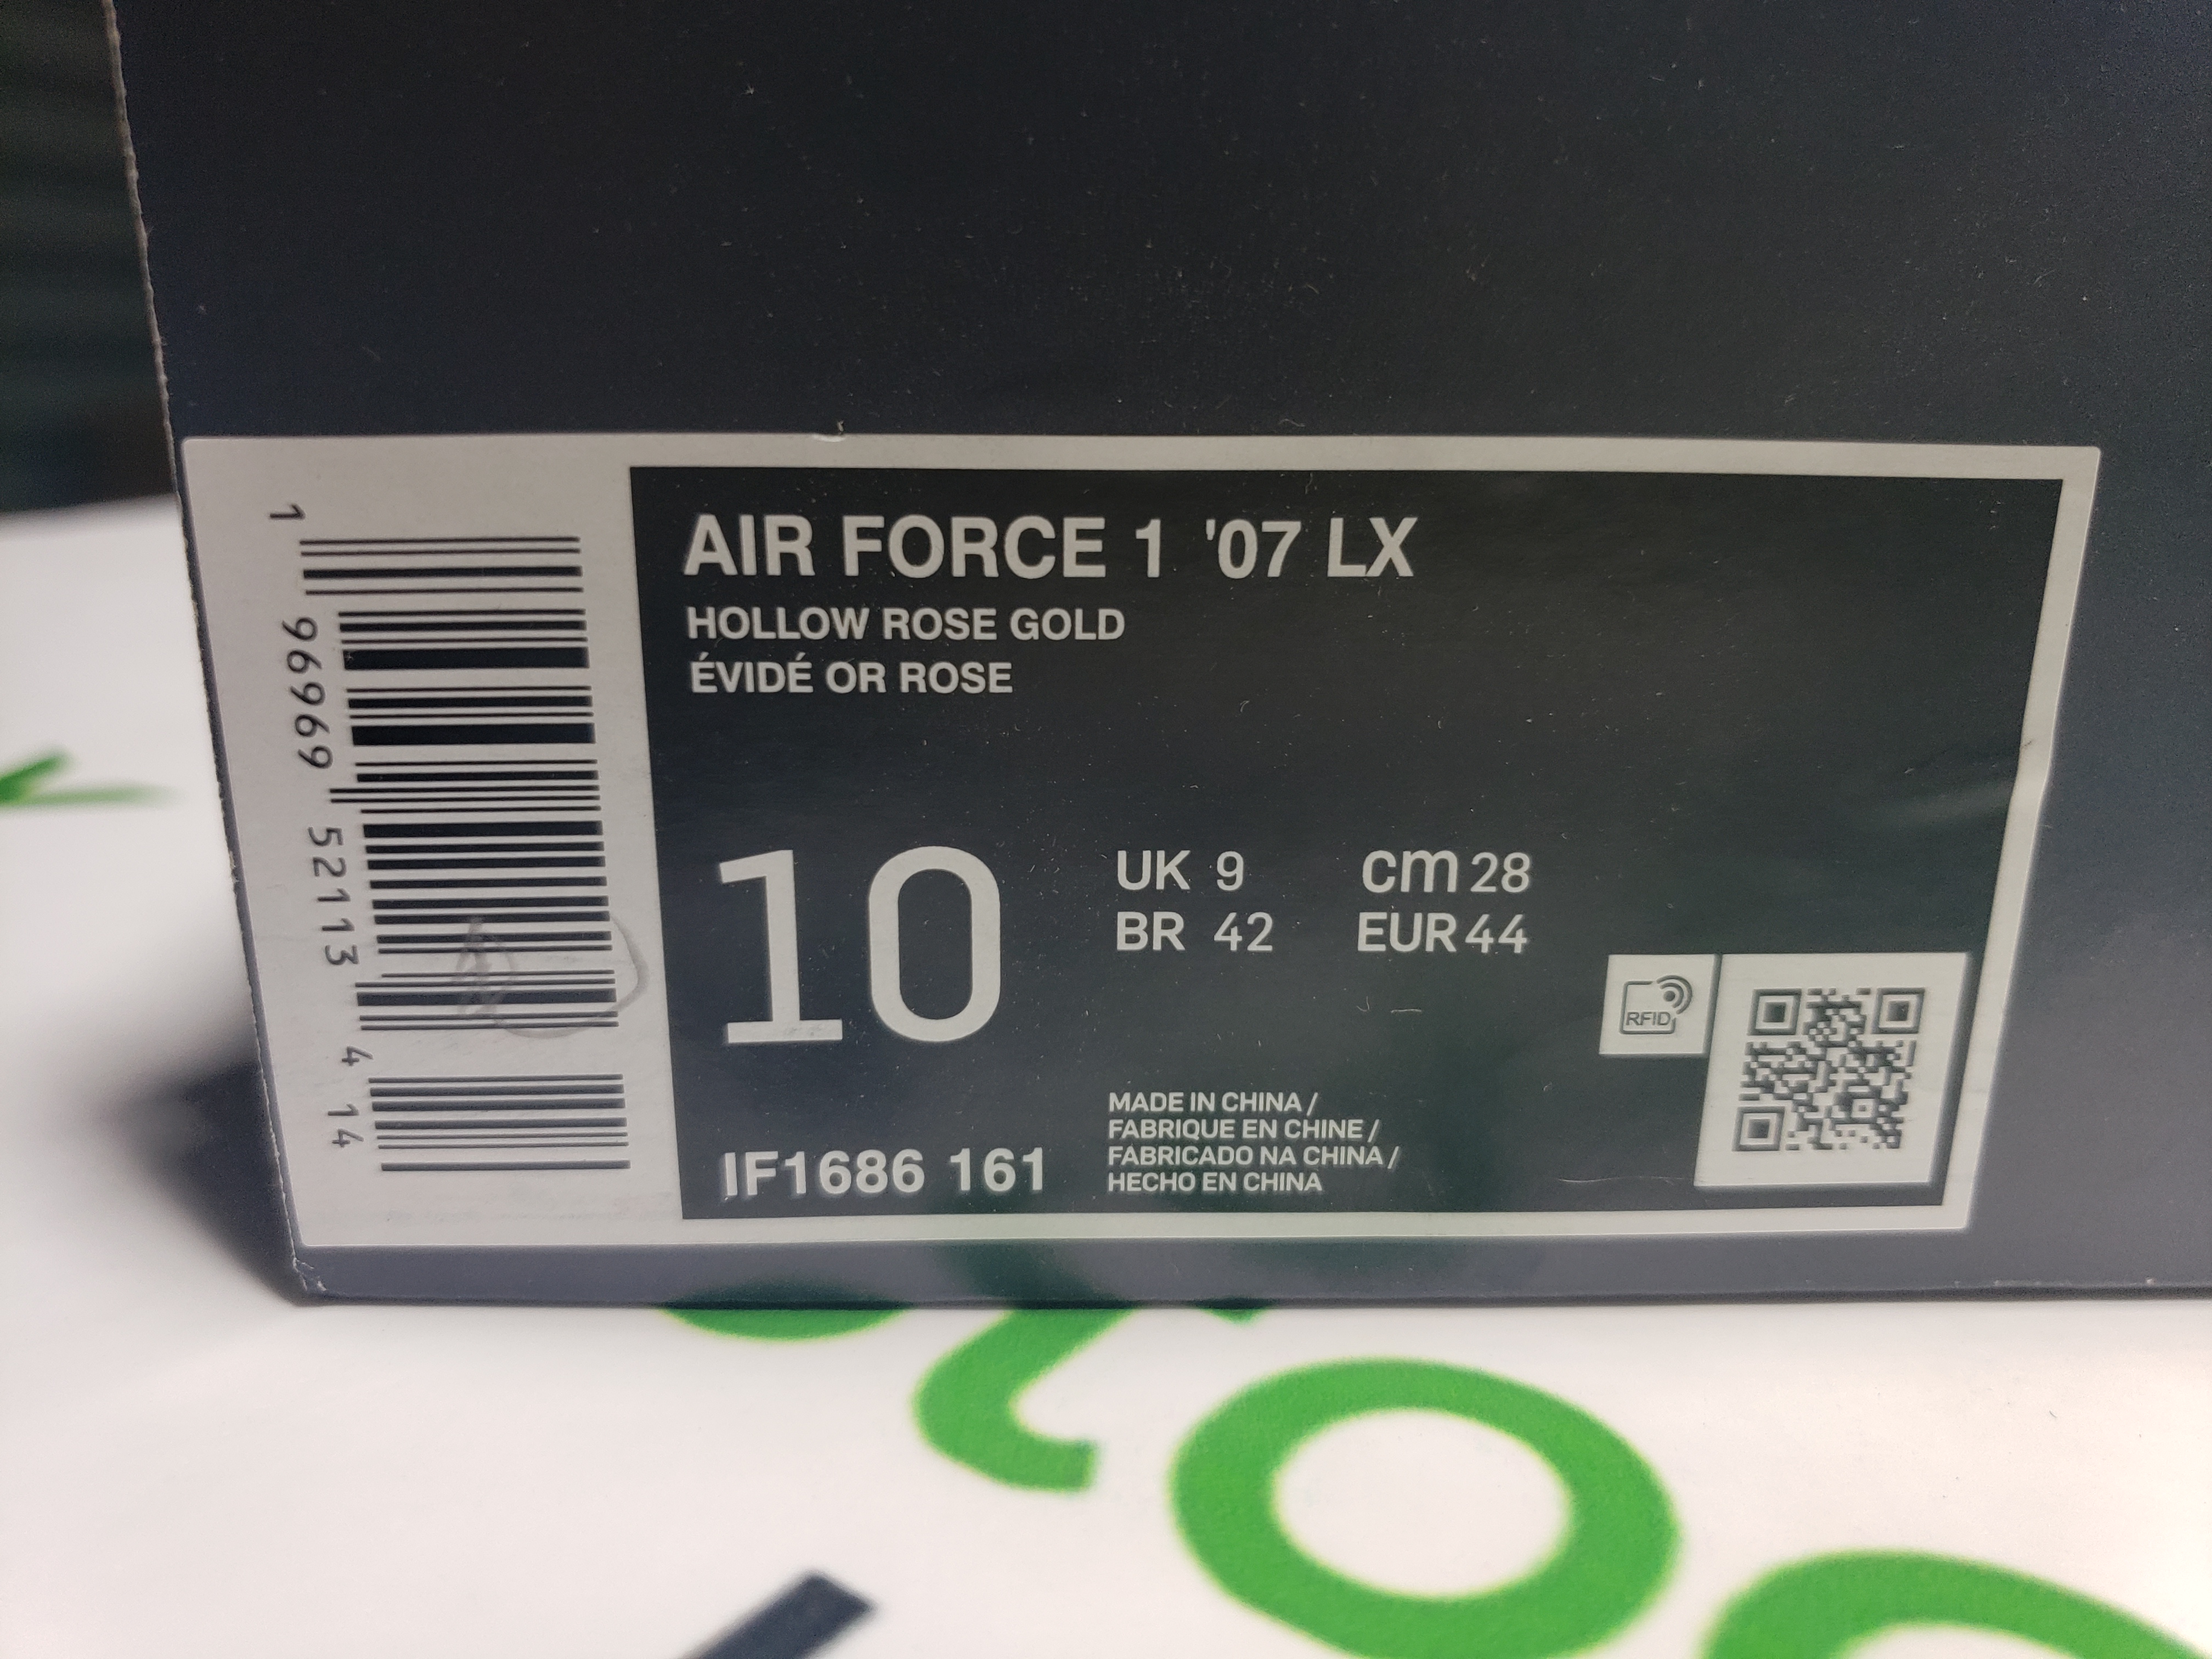 AIR FORCE 1 '07 LX
HOLLOW ROSE GOLD
ÉVIDÉ OR ROSE
10
UK 9 cm 28
BR 42 EUR 44
RFID
IF1686 161
MADE IN CHINA /
FABRIQUE EN CHINE /
FABRICADO NA CHINA /
HECHO EN CHINA
1 96969 52113 4 14